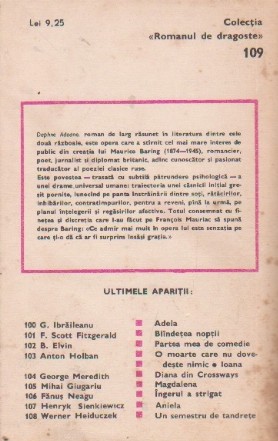 Lei 9,25
Colecția
«Romanul de dragoste»
109
Daphne Adeane, roman de larg răsunet în literatura dintre cele
două războaie, este opera care a stîrnit cel mai mare interes de
public din creația lui Maurice Baring (1874—1945), romancier,
poet, jurnalist și diplomat britanic, adînc cunoscător și pasionat
traducător al poeziei clasice ruse.
Este povestea — tratată cu subtilă pătrundere psihologică — a
unei drame universal umane: traiectoria unei căsnicii inițial gre-
șit pornite, lunecînd pe panta înstrăinării dintre soți, rătăcirilor,
izbăvirilor, contratimpurilor, pentru a reveni, pînă la urmă, pe
planul înțelegerii și regăsirilor afective. Totul consemnat cu fi-
nețea și discreția care l-au făcut pe François Mauriac să spună
despre Baring: «Ce admir mai mult în opera lui este senzația pe
care ți-o dă că ar fi surprins însăși grația.»
ULTIMELE APARIȚII:
100 G. Ibrăileanu Adela
101 F. Scott Fitzgerald Blîndețea nopții
102 B. Elvin Partea mea de comedie
103 Anton Holban O moarte care nu dove-
dește nimic • Ioana
104 George Meredith Diana din Crossways
105 Mihai Giugariu Magdalena
106 Fănuș Neagu Îngerul a strigat
107 Henryk Sienkiewicz Aniela
108 Werner Heiduczek Un semestru de tandrețe